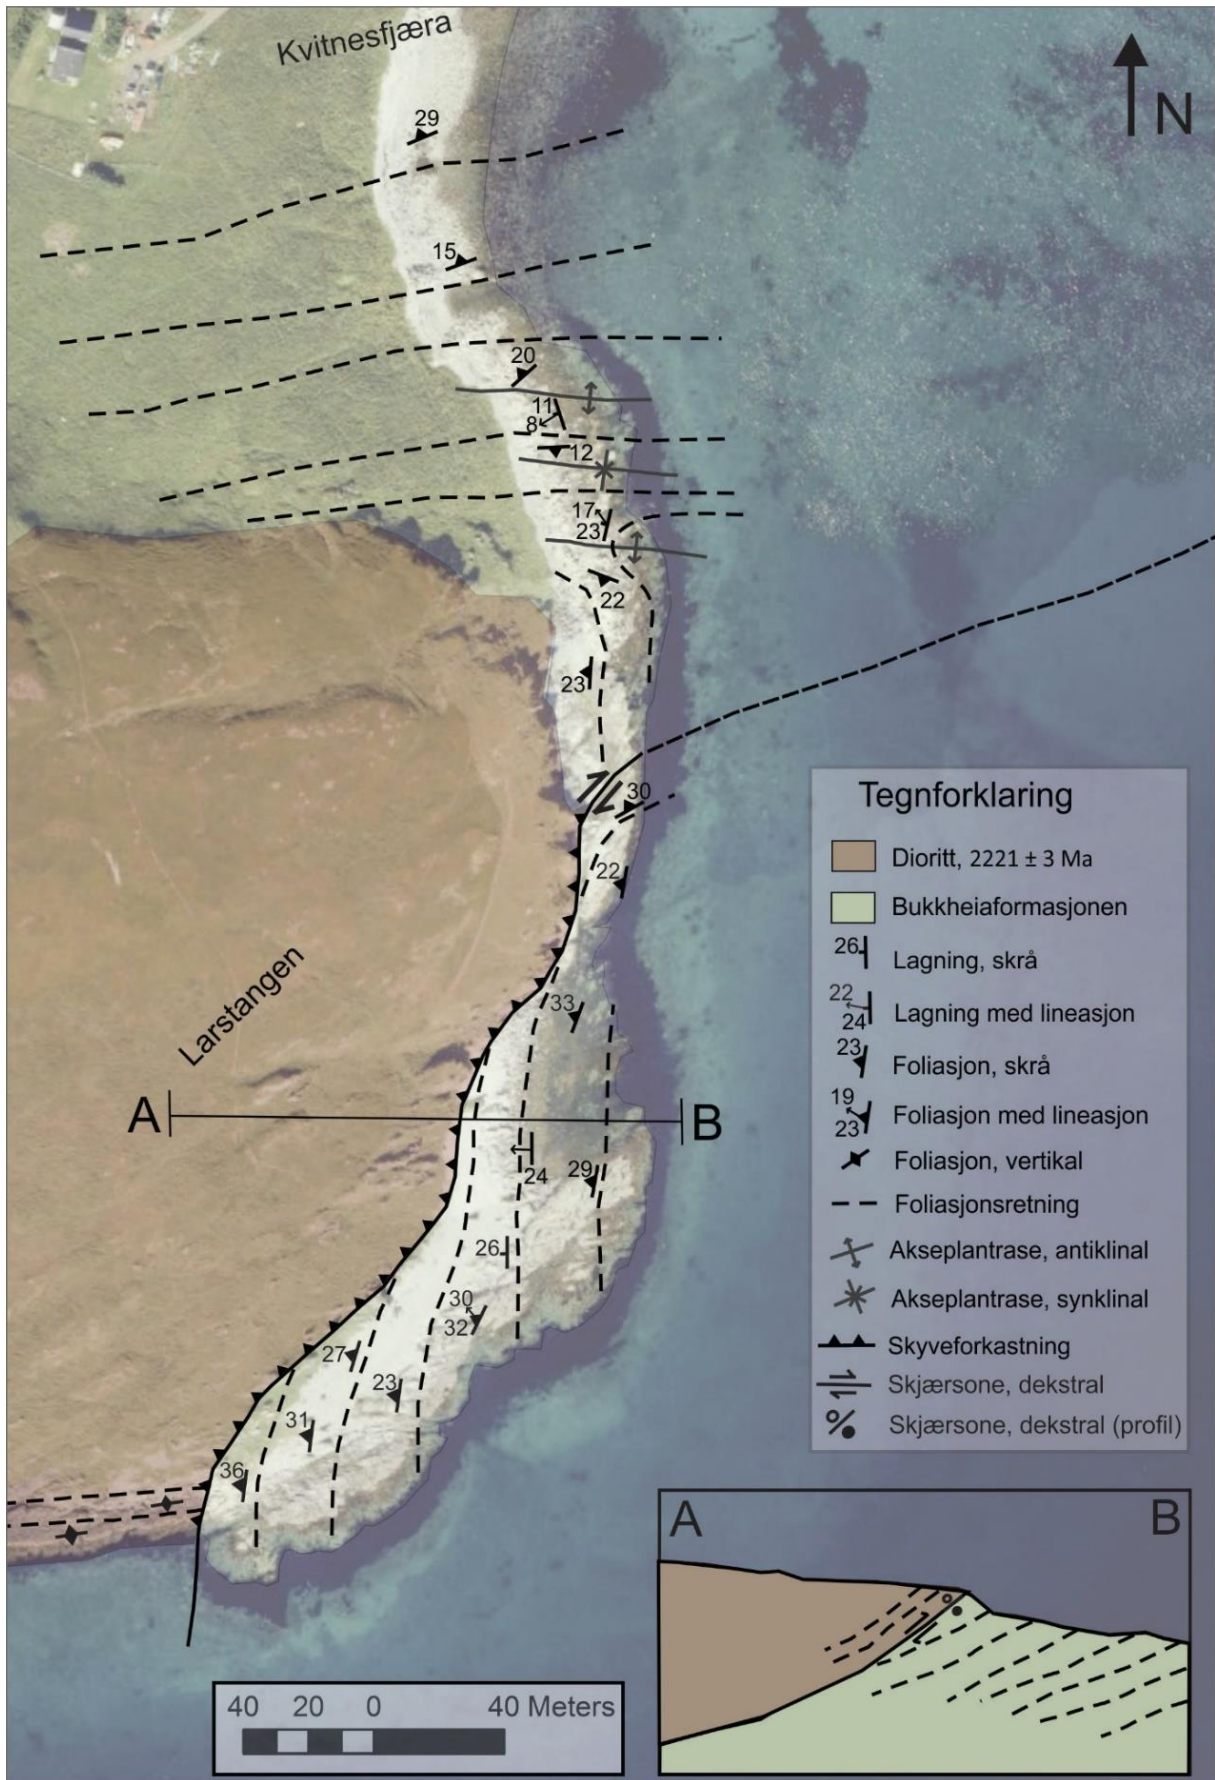 Kvitnesfjæra
N
29
15
20
11
8
12
17
23
22
23
30
22
Tegnforklaring
Dioritt, 2221 ± 3 Ma
Bukkheiaformasjonen
26
Lagning, skrå
22
24
Lagning med lineasjon
23
Foliasjon, skrå
19
23
Foliasjon med lineasjon
Foliasjon, vertikal
Foliasjonsretning
Akseplantrase, antiklinal
Akseplantrase, synklinal
Skyveforkastning
Skjærsone, dekstral
Skjærsone, dekstral (profil)
Larstangen
33
A
B
24
29
26
30
32
27
23
31
36
A
B
40 20 0 40 Meters